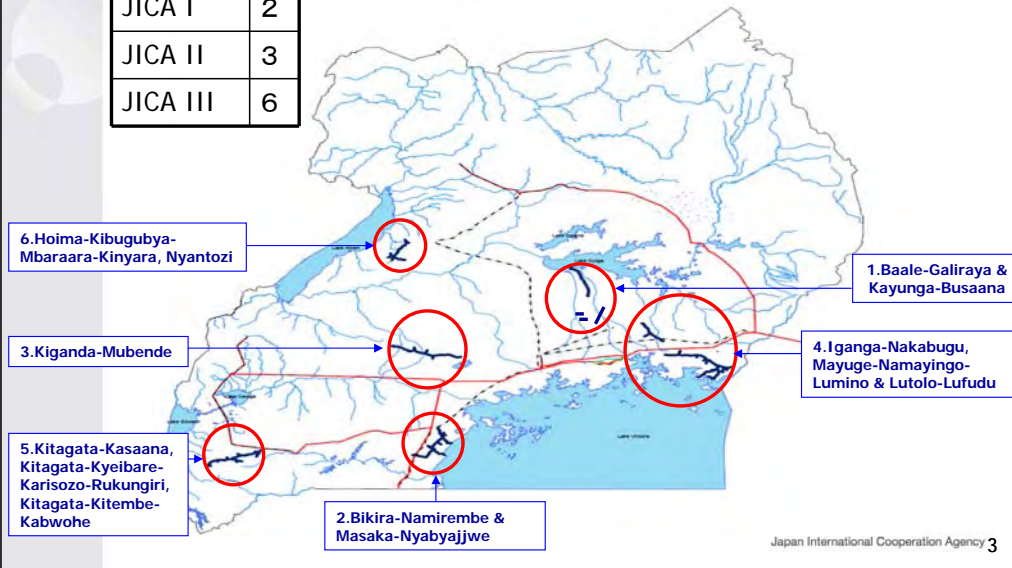 JICA I 2
JICA II 3
JICA III 6
6.Hoima-Kibugubya-
Mbaraara-Kinyara, Nyantozi
1.Baale-Galiraya &
Kayunga-Busaana
3.Kiganda-Mubende
4.Iganga-Nakabugu,
Mayuge-Namayingo-
Lumino & Lutolo-Lufudu
Lake Victoria
5.Kitagata-Kasaana,
Kitagata-Kyeibare-
Karisozo-Rukungiri,
Kitagata-Kitembe-
Kabwohe
2.Bikira-Namirembe &
Masaka-Nyabyajjwe
Japan International Cooperation Agency 3